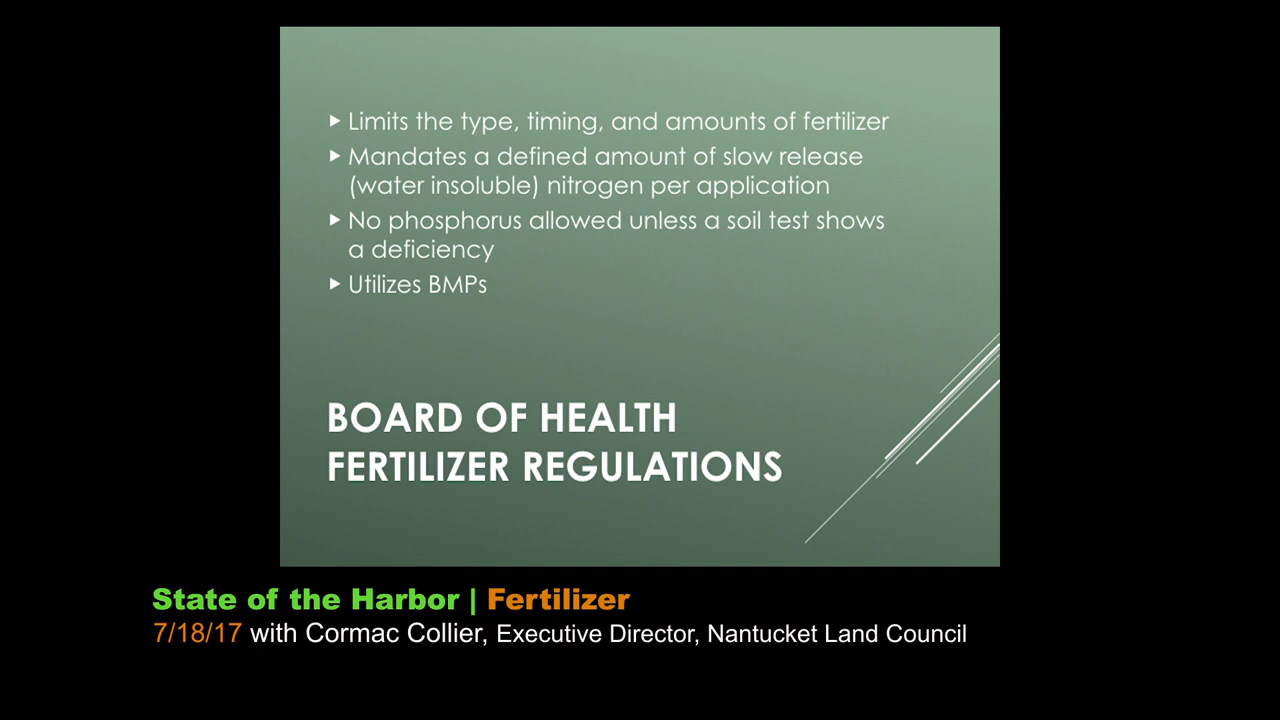 Limits the type, timing, and amounts of fertilizer
Mandates a defined amount of slow release
(water insoluble) nitrogen per application
No phosphorus allowed unless a soil test shows
a deficiency
Utilizes BMPs
BOARD OF HEALTH
FERTILIZER REGULATIONS
State of the Harbor | Fertilizer
7/18/17 with Cormac Collier, Executive Director, Nantucket Land Council